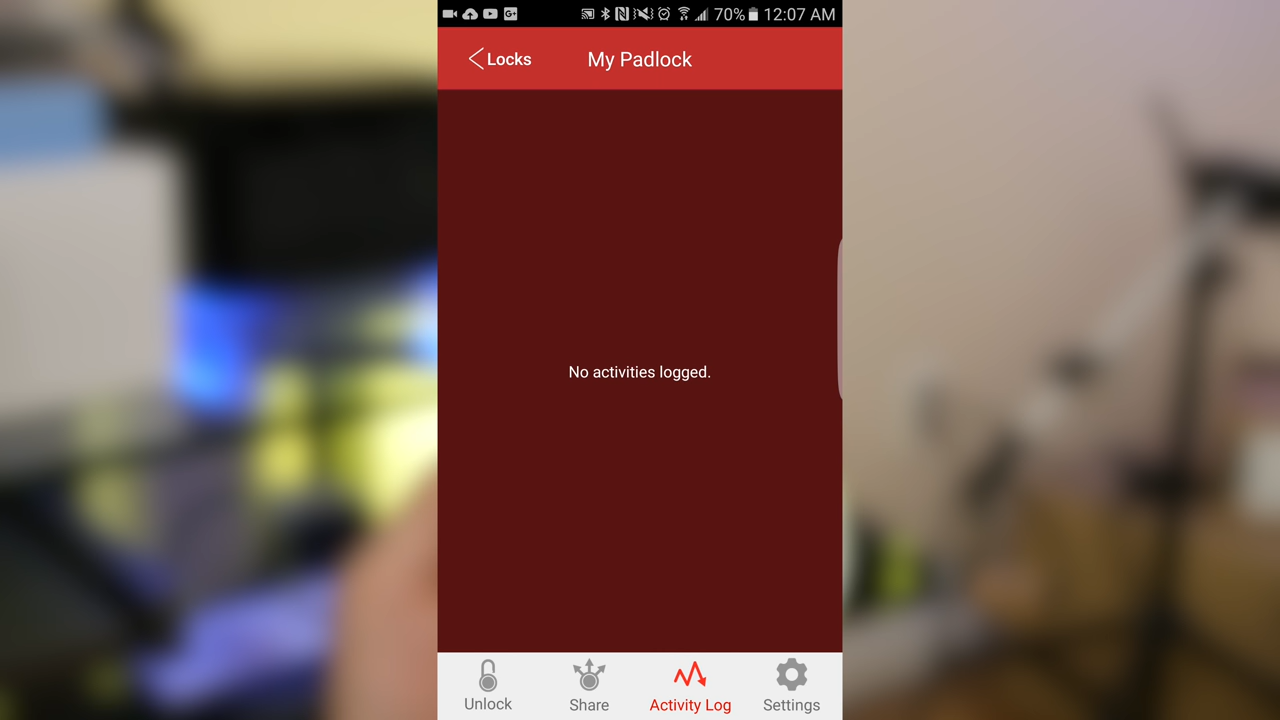 70% 12:07 AM
Locks My Padlock
No activities logged.
Unlock Share Activity Log Settings